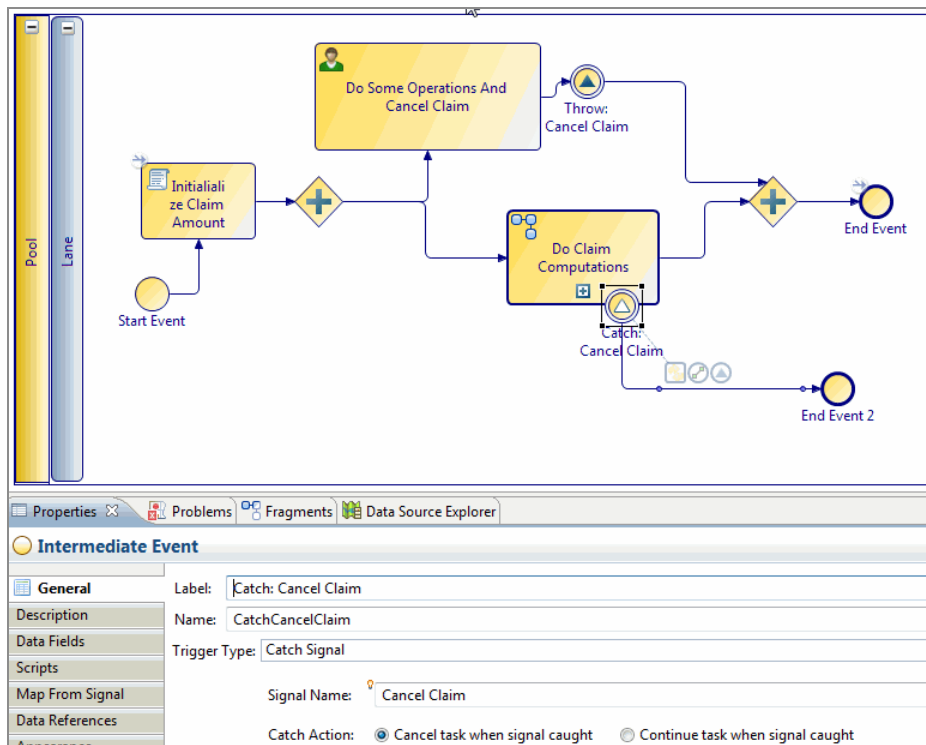 Pool
Lane
Do Some Operations And
Cancel Claim
Throw:
Cancel Claim
Initialiali
ze Claim
Amount
Start Event
Do Claim
Computations
Catch:
Cancel Claim
End Event
End Event 2
Properties
Problems
Fragments
Data Source Explorer
Intermediate Event
General
Description
Data Fields
Scripts
Map From Signal
Data References
Appearance
Label: Catch: Cancel Claim
Name: CatchCancelClaim
Trigger Type: Catch Signal
Signal Name: Cancel Claim
Catch Action: Cancel task when signal caught Continue task when signal caught